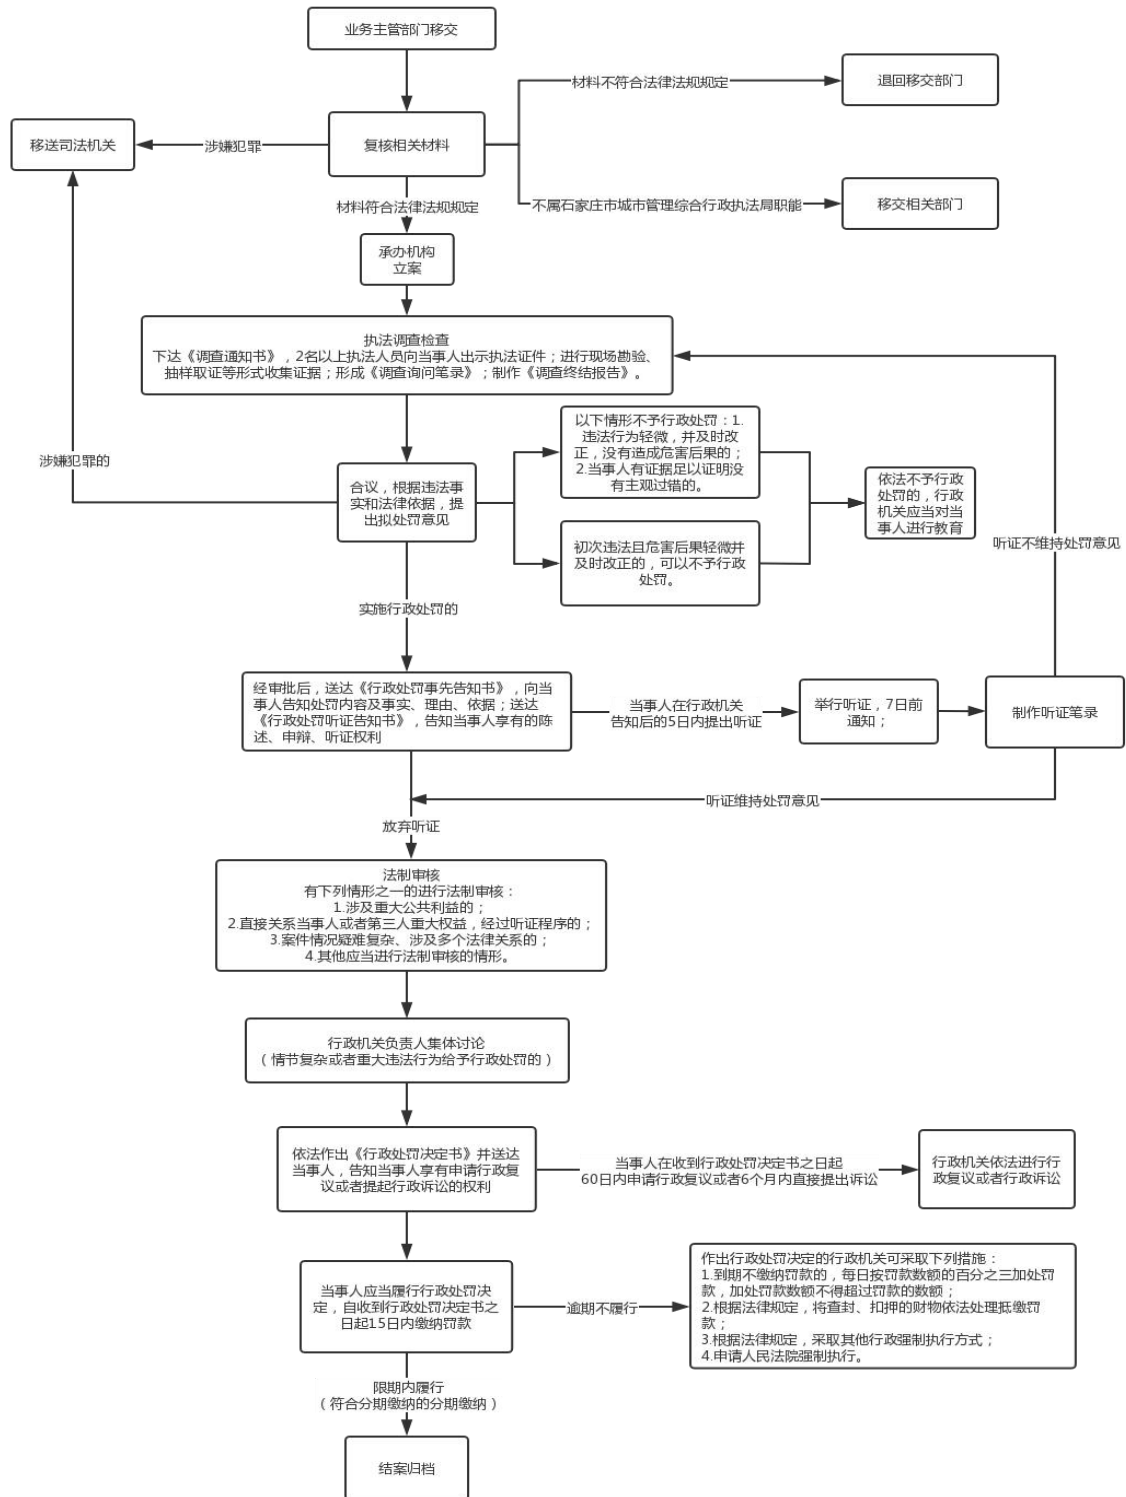 业务主管部门移交
材料不符合法律法规规定
退回移交部门
移送司法机关
涉嫌犯罪
复核相关材料
材料符合法律法规规定
不属石家庄市城市管理综合行政执法局职能
移交相关部门
承办机构
立案
执法调查检查
下达《调查通知书》，2名以上执法人员向当事人出示执法证件；进行现场勘验、
抽样取证等形式收集证据；形成《调查询问笔录》；制作《调查终结报告》。
涉嫌犯罪的
合议，根据违法事
实和法律依据，提
出拟处罚意见
以下情形不予行政处罚：1.
违法行为轻微，并及时改
正，没有造成危害后果的；
2.当事人有证据足以证明没
有主观过错的。
初次违法且危害后果轻微并
及时改正的，可以不予行政
处罚。
依法不予行政
处罚的，行政
机关应当对当
事人进行教育
听证不维持处罚意见
实施行政处罚的
经审批后，送达《行政处罚事先告知书》，向当
事人告知处罚内容及事实、理由、依据；送达
《行政处罚听证告知书》，告知当事人享有的陈
述、申辩、听证权利
当事人在行政机关
告知后的5日内提出听证
举行听证，7日前
通知；
制作听证笔录
听证维持处罚意见
放弃听证
法制审核
有下列情形之一的进行法制审核：
1.涉及重大公共利益的；
2.直接关系当事人或者第三人重大权益，经过听证程序的；
3.案件情况疑难复杂、涉及多个法律关系的；
4.其他应当进行法制审核的情形。
行政机关负责人集体讨论
（情节复杂或者重大违法行为给予行政处罚的）
依法作出《行政处罚决定书》并送达
当事人，告知当事人享有申请行政复
议或者提起行政诉讼的权利
当事人在收到行政处罚决定书之日起
60日内申请行政复议或者6个月内直接提出诉讼
行政机关依法进行行
政复议或者行政诉讼
当事人应当履行行政处罚决
定，自收到行政处罚决定书之
日起15日内缴纳罚款
逾期不履行
作出行政处罚决定的行政机关可采取下列措施：
1.到期不缴纳罚款的，每日按罚款数额的百分之三加处罚
款，加处罚款数额不得超过罚款的数额；
2.根据法律规定，将查封、扣押的财物依法处理抵缴罚
款；
3.根据法律规定，采取其他行政强制执行方式；
4.申请人民法院强制执行。
限期内履行
（符合分期缴纳的分期缴纳）
结案归档